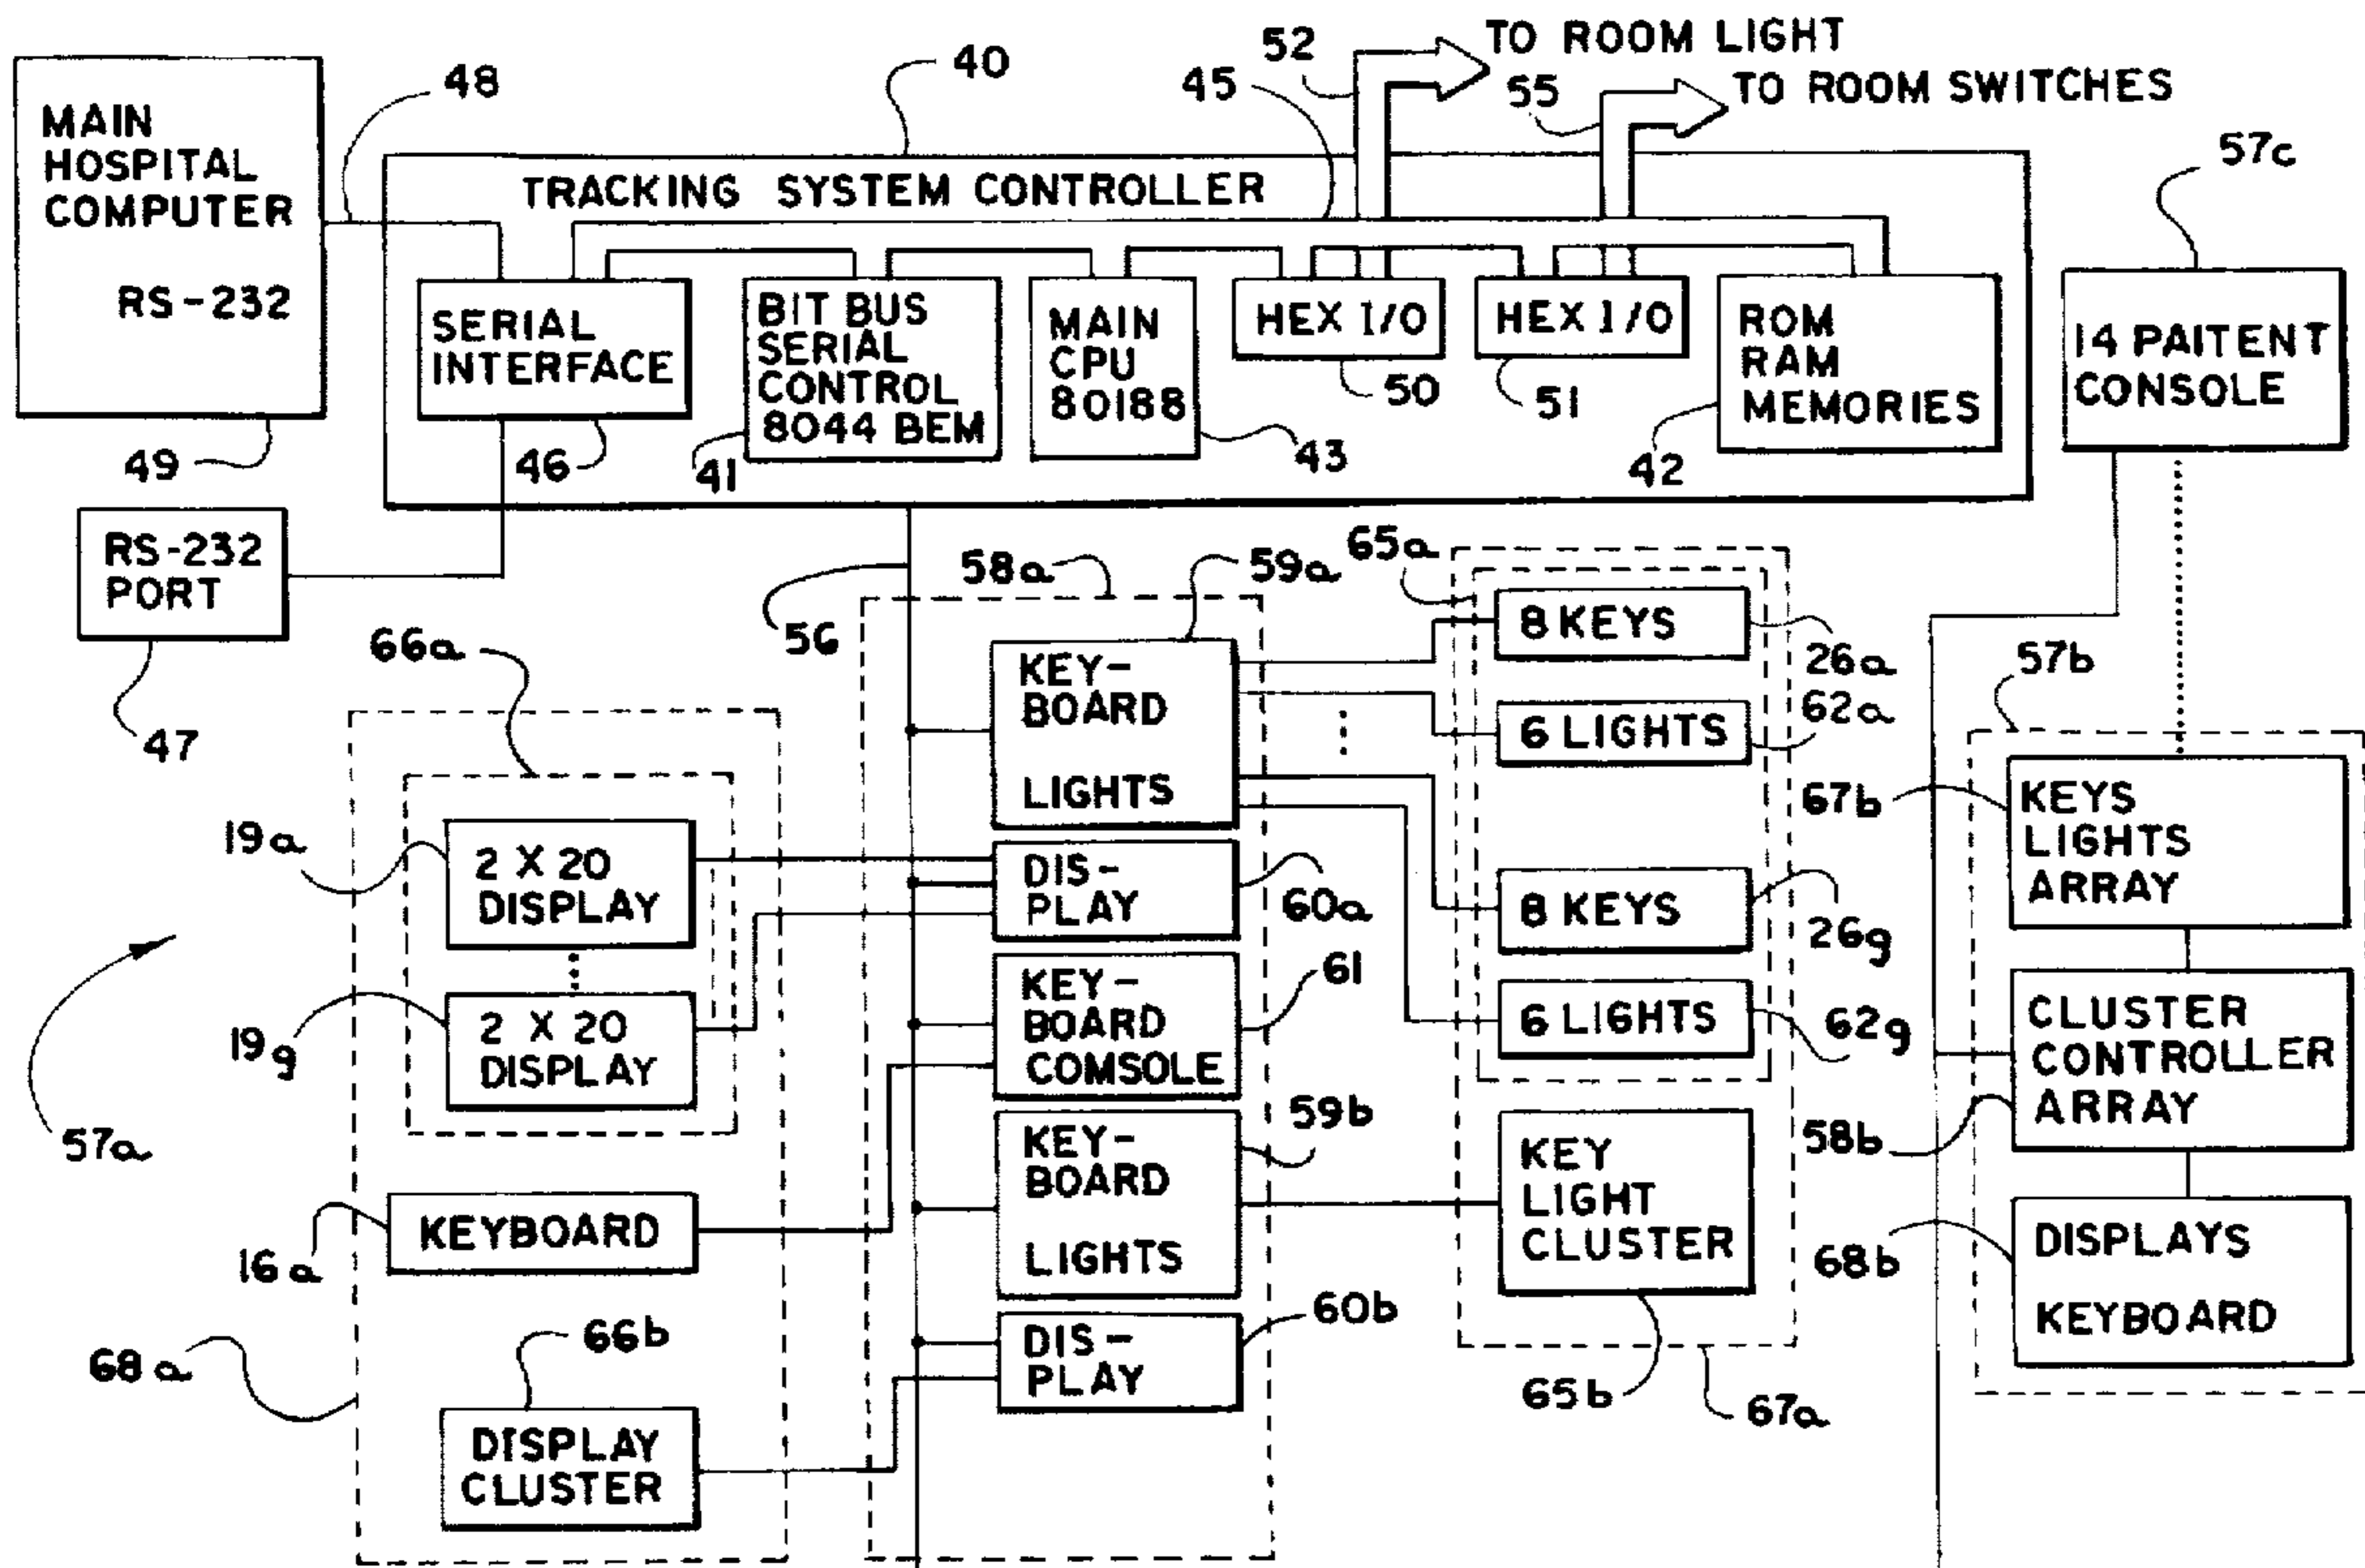 TO ROOM LIGHT
TO ROOM SWITCHES
52
55
40
45
48
57c
MAIN
HOSPITAL
COMPUTER
RS-232
49
TRACKING SYSTEM CONTROLLER
SERIAL
INTERFACE
46
BIT BUS
SERIAL
CONTROL
8044 BEM
41
MAIN
CPU
80188
43
HEX I/O
50
HEX I/O
51
ROM
RAM
MEMORIES
42
14 PAITENT
CONSOLE
RS-232
PORT
47
56
58a
59a
65a
66a
57b
KEY-
BOARD
LIGHTS
8 KEYS
26a
6 LIGHTS
62a
8 KEYS
26g
6 LIGHTS
62g
67b
KEYS
LIGHTS
ARRAY
19a
2 X 20
DISPLAY
19g
2 X 20
DISPLAY
DIS-
PLAY
60a
KEY-
BOARD
COMSOLE
61
CLUSTER
CONTROLLER
ARRAY
58b
57a
KEY-
BOARD
LIGHTS
59b
KEY
LIGHT
CLUSTER
65b
67a
16a
KEYBOARD
DISPLAYS
KEYBOARD
68b
68a
66b
DISPLAY
CLUSTER
DIS-
PLAY
60b